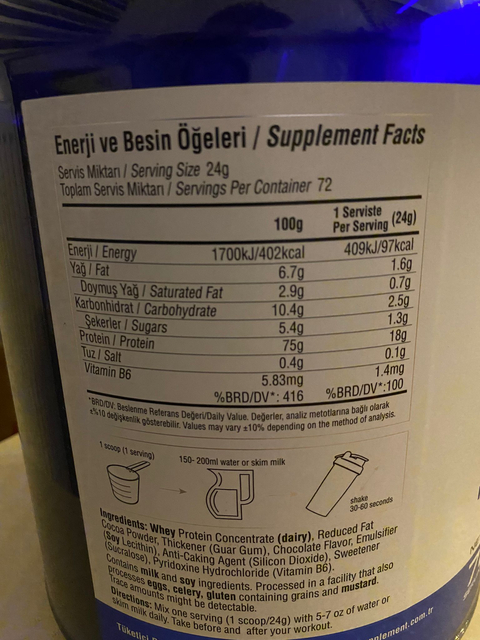 Enerji ve Besin Öğeleri / Supplement Facts
Servis Miktarı / Serving Size 24g
Toplam Servis Miktarı / Servings Per Container 72
100g 1 Serviste Per Serving (24g)
Enerji / Energy 1700kJ/402kcal 409kJ/97kcal
Yağ / Fat 6.7g 1.6g
Doymuş Yağ / Saturated Fat 2.9g 0.7g
Karbonhidrat / Carbohydrate 10.4g 2.5g
Şekerler / Sugars 5.4g 1.3g
Protein / Protein 75g 18g
Tuz / Salt 0.4g 0.1g
Vitamin B6 5.83mg 1.4mg
%BRD/DV*: 416 %BRD/DV*:100
*BRD/DV: Beslenme Referans Değeri/Daily Value. Değerler, analiz metotlarına bağlı olarak
±%10 değişkenlik gösterebilir. Values may vary ±10% depending on the method of analysis.
1 scoop (1 serving)
150- 200ml water or skim milk
shake
30-60 seconds
Ingredients: Whey Protein Concentrate (dairy), Reduced Fat
Cocoa Powder, Thickener (Guar Gum), Chocolate Flavor, Emulsifier
(Soy Lecithin), Anti-Caking Agent (Silicon Dioxide), Sweetener
(Sucralose), Pyridoxine Hydrochloride (Vitamin B6).
Contains milk and soy ingredients. Processed in a facility that also
processes eggs, celery, gluten containing grains and mustard.
Trace amounts might be detectable.
Directions: Mix one serving (1 scoop/24g) with 5-7 oz of water or
skim milk daily. Take before and after your workout.
Tüketici
plement.com.tr